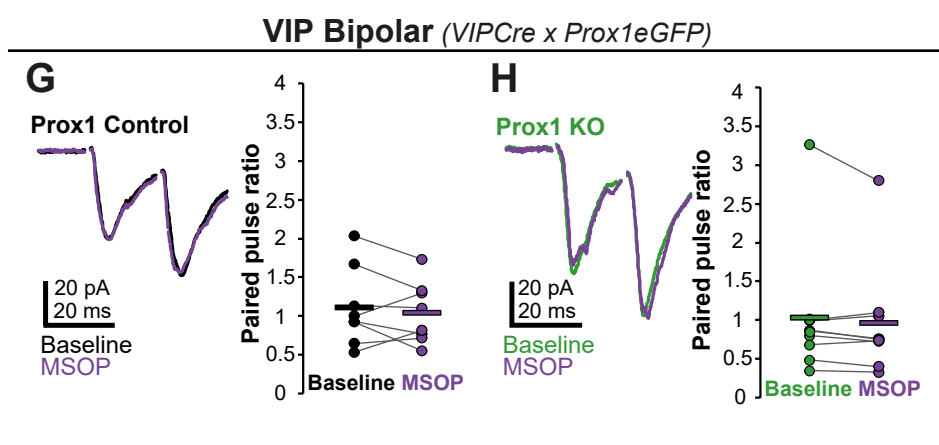 VIP Bipolar (VIPCre x Prox1eGFP)
G
Prox1 Control
20 pA
20 ms
Baseline
MSOP
Paired pulse ratio
4
3.5
3
2.5
2
1.5
1
0.5
0
Baseline MSOP
H
Prox1 KO
20 pA
20 ms
Baseline
MSOP
Paired pulse ratio
4
3.5
3
2.5
2
1.5
1
0.5
0
Baseline MSOP